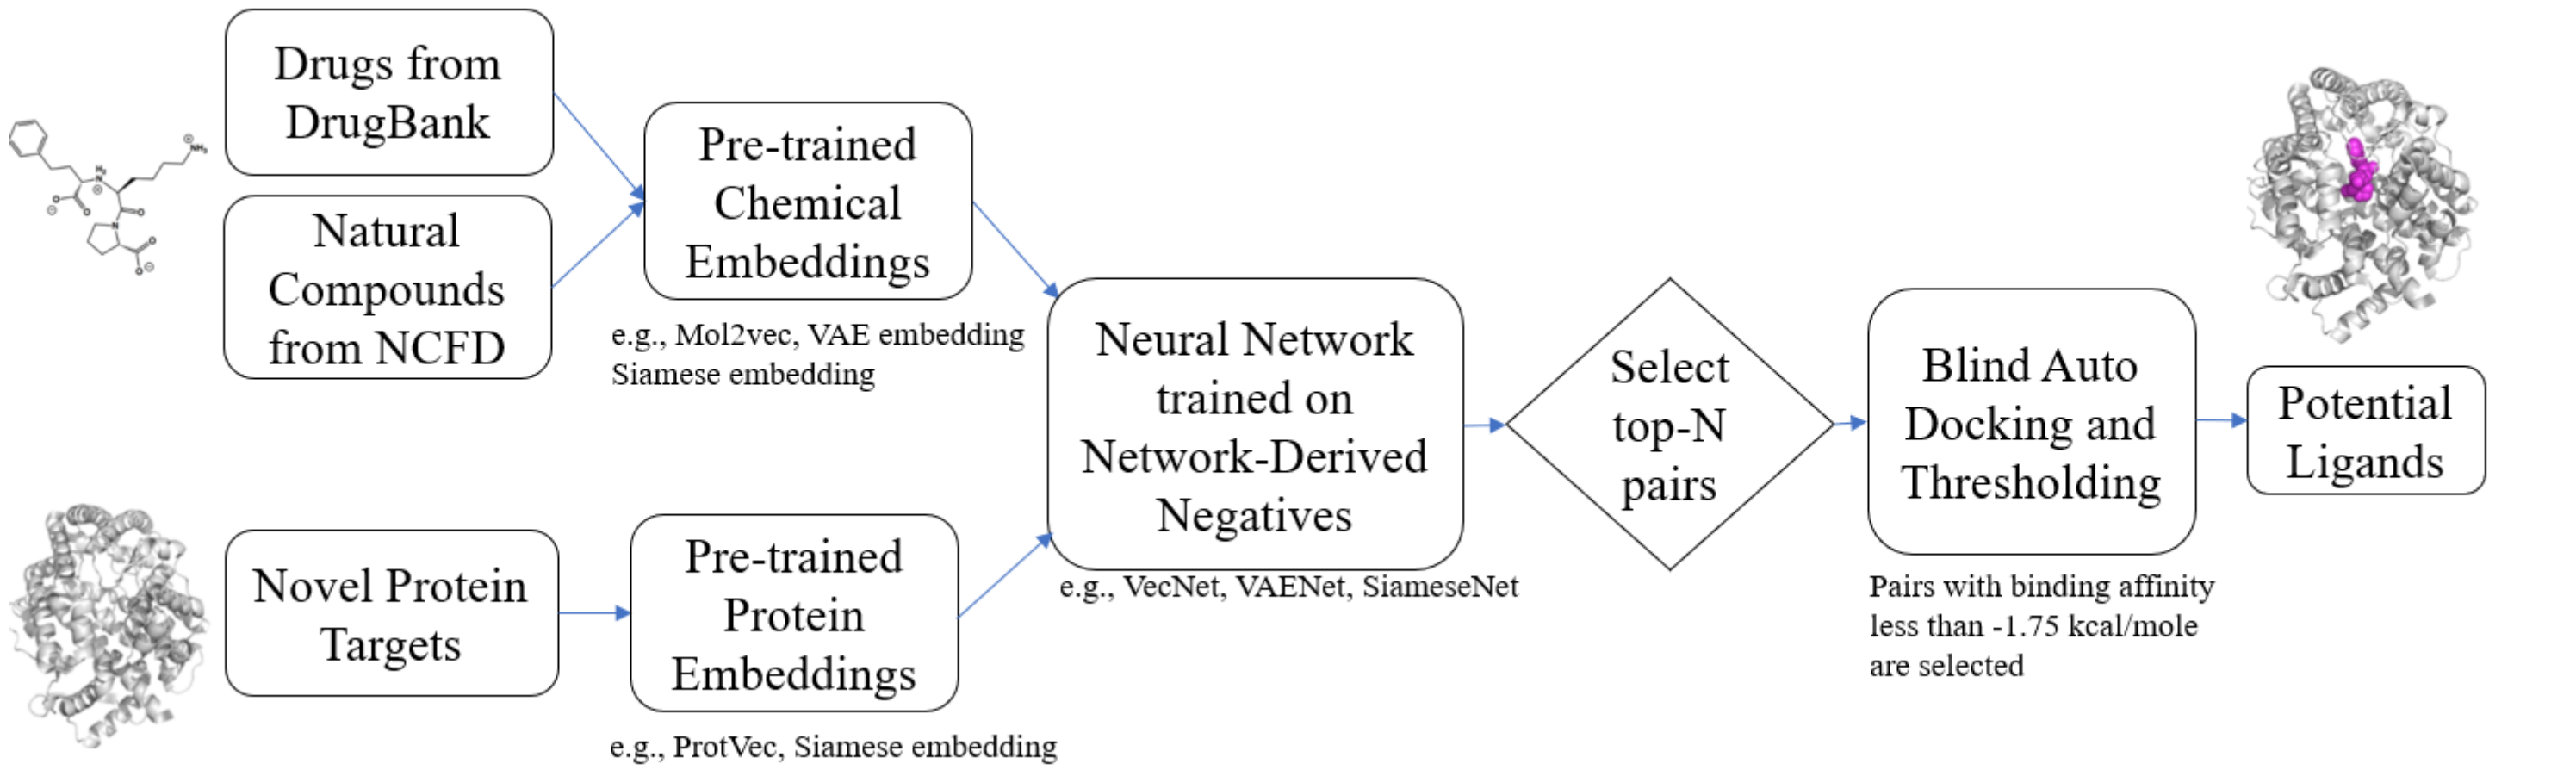 Drugs from
DrugBank
Natural
Compounds
from NCFD
NH₃
H₂
N
O
O
O
N
O
O
Pre-trained
Chemical
Embeddings
e.g., Mol2vec, VAE embedding
Siamese embedding
Novel Protein
Targets
Pre-trained
Protein
Embeddings
e.g., ProtVec, Siamese embedding
Neural Network
trained on
Network-Derived
Negatives
e.g., VecNet, VAENet, SiameseNet
Select
top-N
pairs
Blind Auto
Docking and
Thresholding
Pairs with binding affinity
less than -1.75 kcal/mole
are selected
Potential
Ligands